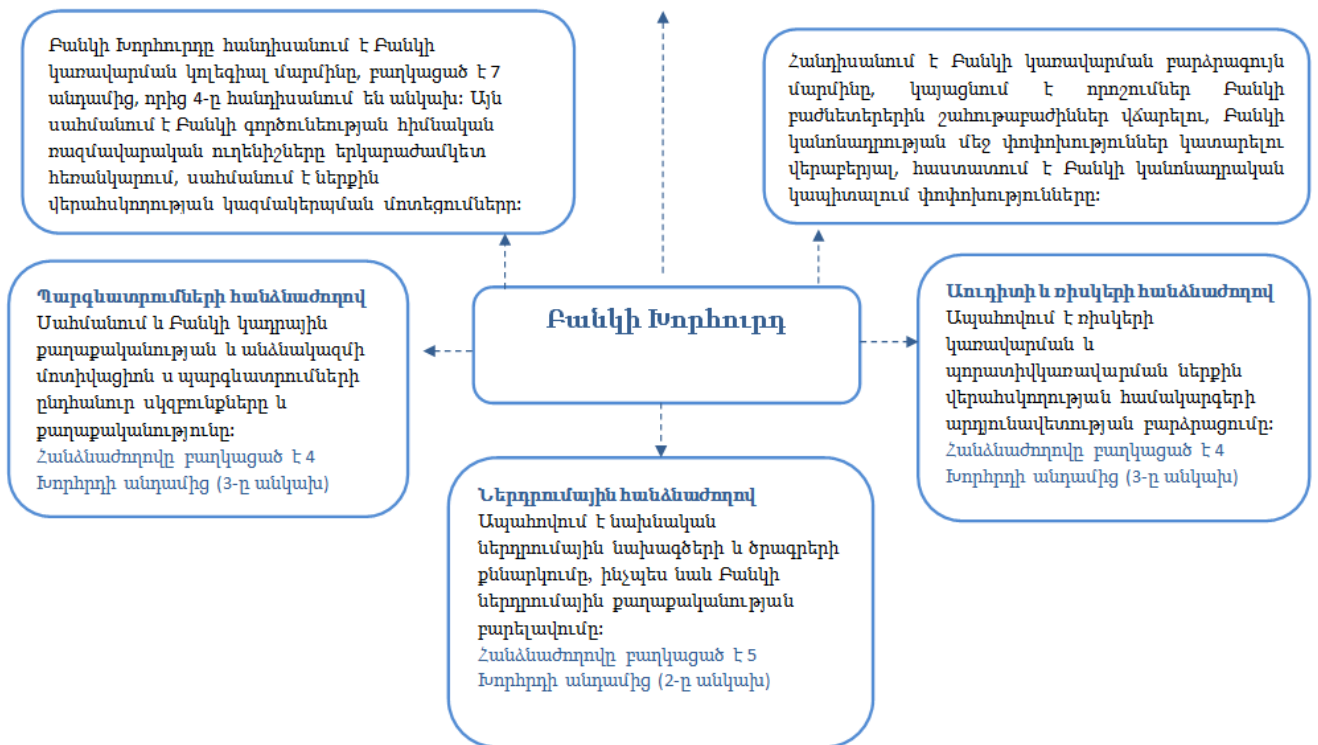 Բանկի Խորհուրդը հանդիսանում է Բանկի
կառավարման կոլեգիալ մարմինը, բաղկացած է 7
անդամից, որից 4-ը հանդիսանում են անկախ: Այն
սահմանում է Բանկի գործունեության հիմնական
ռազմավարական ուղենիշները երկարաժամկետ
հեռանկարում, սահմանում է ներքին
վերահսկողության կազմակերպման մոտեցումները:
Հանդիսանում է Բանկի կառավարման բարձրագույն
մարմինը, կայացնում է որոշումներ Բանկի
բաժնետերերին շահութաբաժիններ վճարելու, Բանկի
կանոնադրության մեջ փոփոխություններ կատարելու
վերաբերյալ, հաստատում է Բանկի կանոնադրական
կապիտալում փոփոխությունները:
Պարգևատրումների հանձնաժողով
Սահմանում և Բանկի կադրային
քաղաքականության և անձնակազմի
մոտիվացիոն ս պարգևատրումների
ընդհանուր սկզբունքները և
քաղաքականությունը:
Հանձնաժողովը բաղկացած է 4
Խորհրդի անդամից (3-ը անկախ)
Բանկի Խորհուրդ
Աուդիտի և ռիսկերի հանձնաժողով
Ապահովում է ռիսկերի
կառավարման և
պորատիվկառավարման ներքին
վերահսկողության համակարգերի
արդյունավետության բարձրացումը:
Հանձնաժողովը բաղկացած է 4
Խորհրդի անդամից (3-ը անկախ)
Ներդրումային հանձնաժողով
Ապահովում է նախնական
ներդրումային նախագծերի և ծրագրերի
քննարկումը, ինչպես նաև Բանկի
ներդրումային քաղաքականության
բարելավումը:
Հանձնաժողովը բաղկացած է 5
Խորհրդի անդամից (2-ը անկախ)